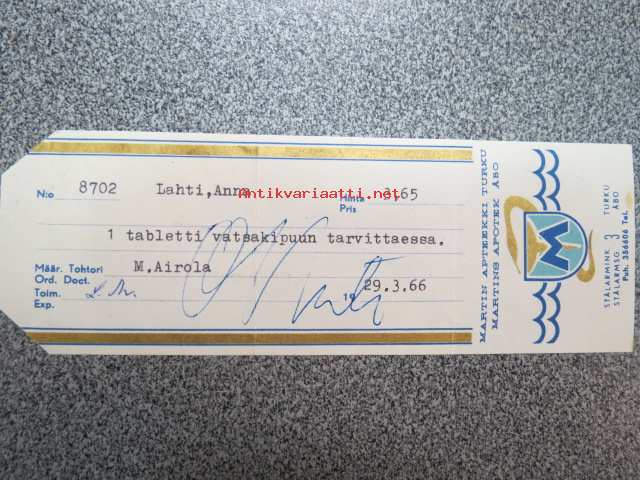 N:o 8702 Lahti,Anna Hinta Pris 3,65
Antikvariaatti.net
1 tabletti vatsakipuun tarvittaessa.
Määr. Tohtori M.Airola
Ord. Doct.
Toim.
Exp.
19 29.3.66
MARTIN APTEEKKI TURKU
MARTINS APOTEK ÅBO
M
STÅLARMINK. 3 TURKU
STÅLARMSG. 3 ÅBO
Puh. 356606 Tel.